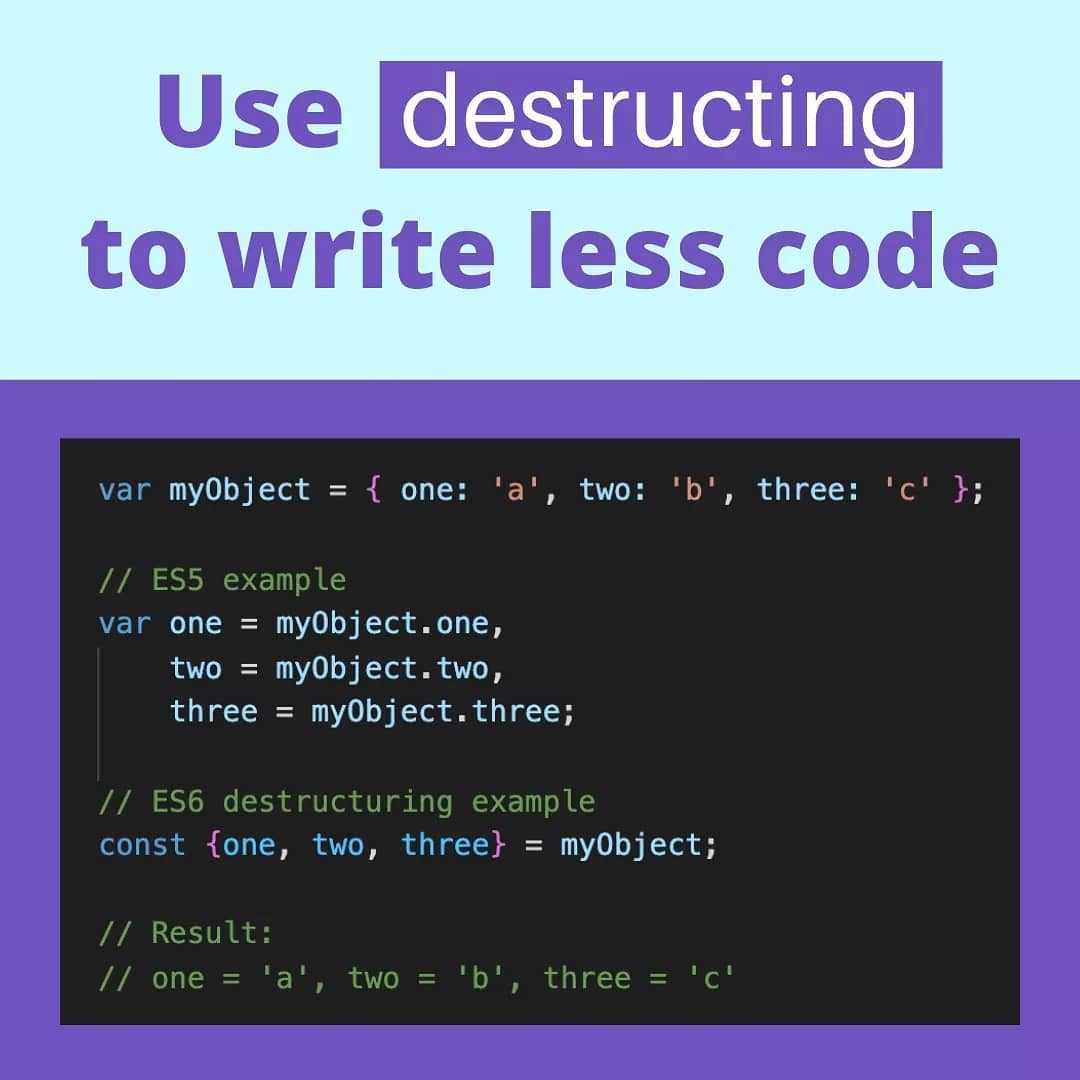 Use destructing
to write less code
var myObject = { one: 'a', two: 'b', three: 'c' };
// ES5 example
var one = myObject.one,
    two = myObject.two,
    three = myObject.three;
// ES6 destructuring example
const {one, two, three} = myObject;
// Result:
// one = 'a', two = 'b', three = 'c'